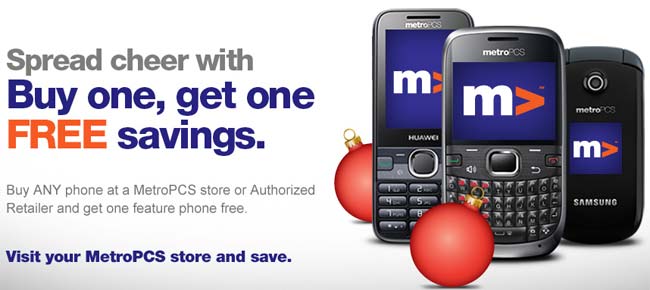 Spread cheer with
Buy one, get one
FREE savings.
Buy ANY phone at a MetroPCS store or Authorized
Retailer and get one feature phone free.
Visit your MetroPCS store and save.
m>
HUAWEI
metroPCS
m>
metroPCS
m>
SAMSUNG